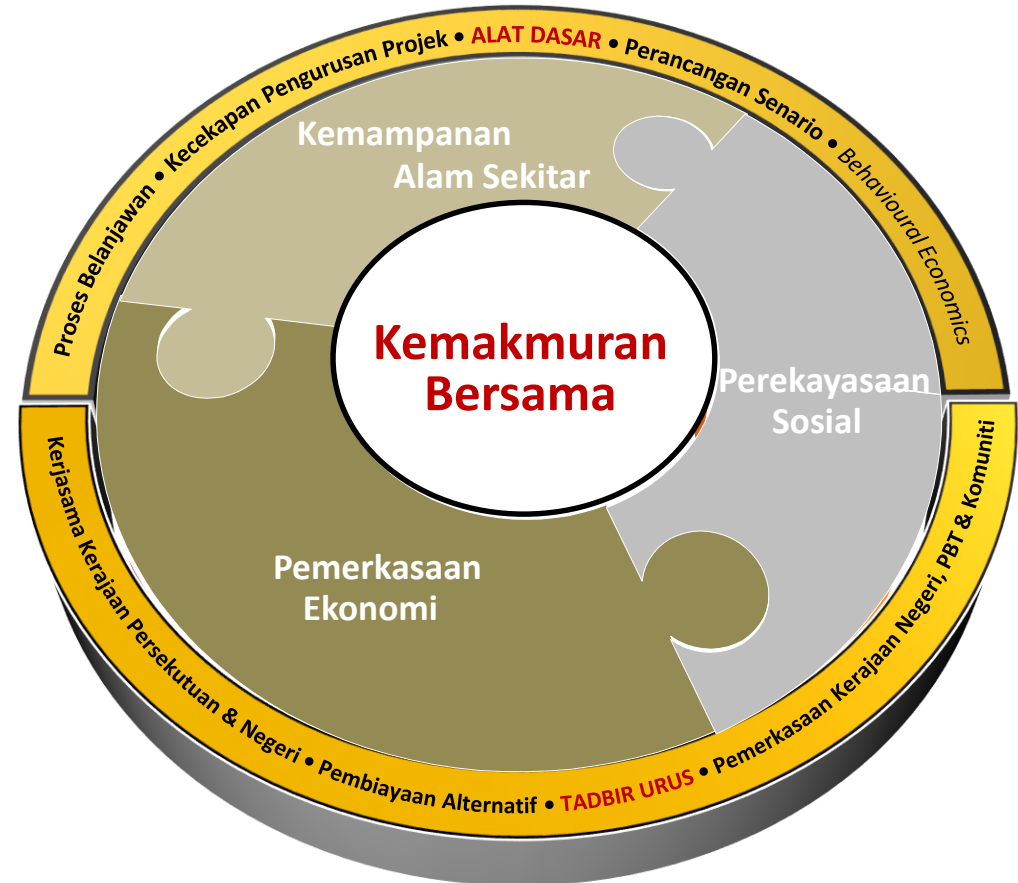 Proses Belanjawan • Kecekapan Pengurusan Projek • ALAT DASAR • Perancangan Senario • Behavioural Economics
Kemampanan
Alam Sekitar
Kemakmuran
Bersama
Perekayasaan
Sosial
Pemerkasaan
Ekonomi
Kerjasama Kerajaan Persekutuan & Negeri • Pembiayaan Alternatif • TADBIR URUS • Pemerkasaan Kerajaan Negeri, PBT & Komuniti